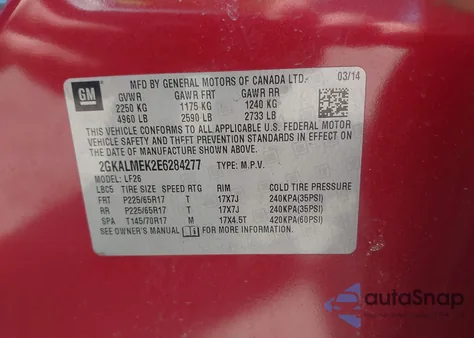 GM
MFD BY GENERAL MOTORS OF CANADA LTD. 03/14
GVWR GAWR FRT GAWR RR
2250 KG 1175 KG 1240 KG
4960 LB 2590 LB 2733 LB
THIS VEHICLE CONFORMS TO ALL APPLICABLE U.S. FEDERAL MOTOR
VEHICLE SAFETY AND THEFT PREVENTION STANDARDS IN EFFECT ON
THE DATE OF MANUFACTURE SHOWN ABOVE.
2GKALMEK2E6284277 TYPE: M.P.V.
MODEL: LF26
LBC5 TIRE SIZE SPEED RTG RIM COLD TIRE PRESSURE
FRT P225/65R17 T 17X7J 240KPA(35PSI)
RR P225/65R17 T 17X7J 240KPA(35PSI)
SPA T145/70R17 M 17X4.5T 420KPA(60PSI)
SEE OWNER'S MANUAL FOR MORE INFORMATION.
autoSnap